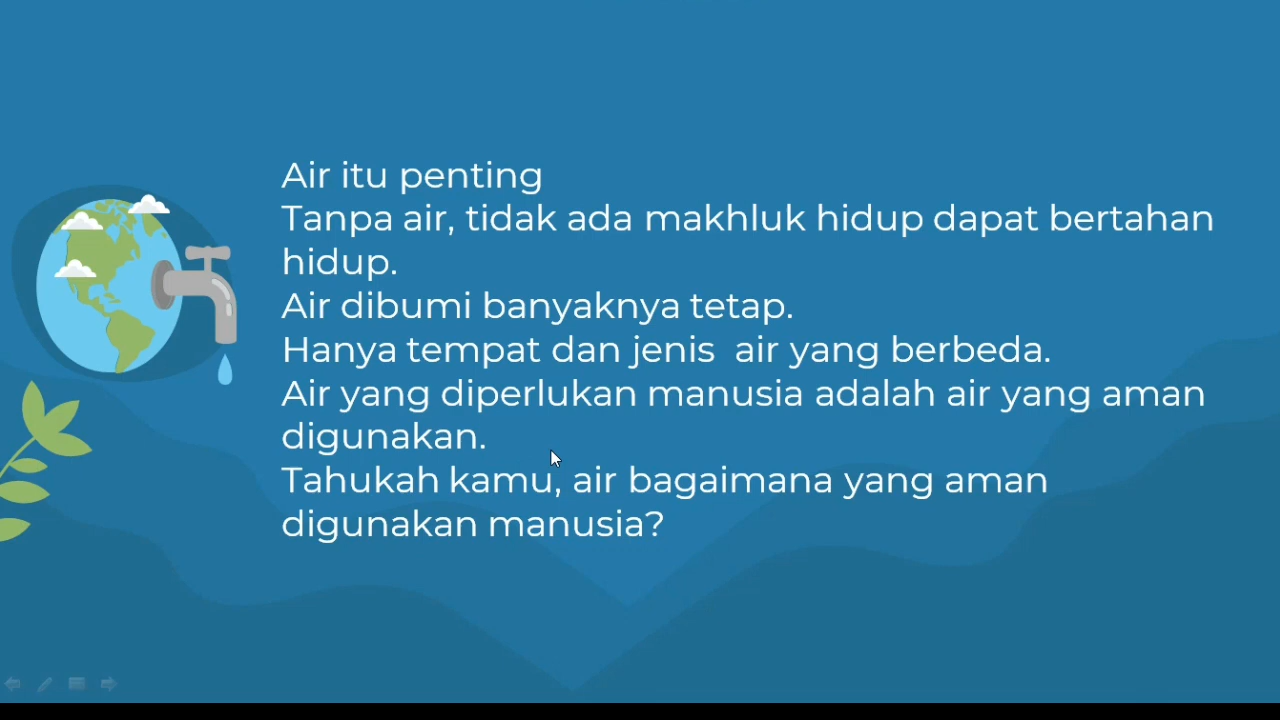 Air itu penting
Tanpa air, tidak ada makhluk hidup dapat bertahan
hidup.
Air dibumi banyaknya tetap.
Hanya tempat dan jenis  air yang berbeda.
Air yang diperlukan manusia adalah air yang aman
digunakan.
Tahukah kamu, air bagaimana yang aman
digunakan manusia?